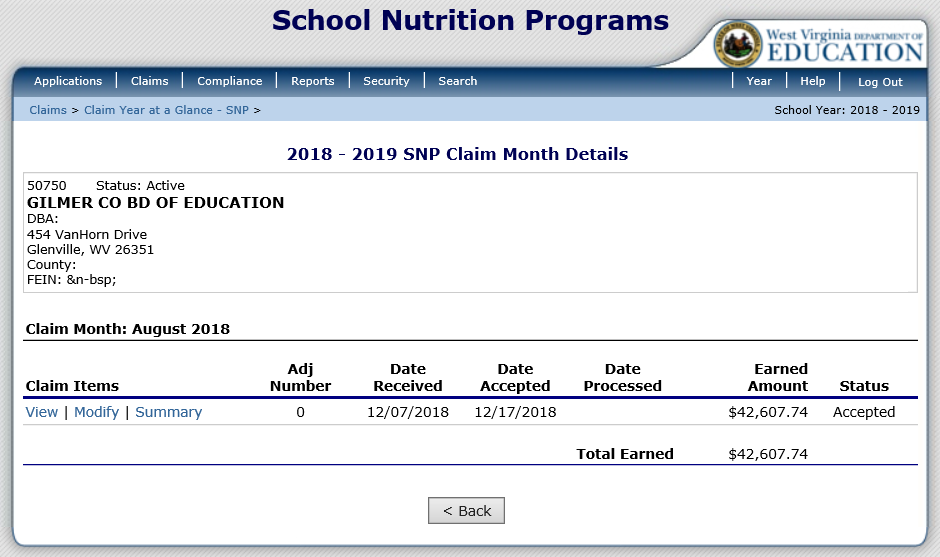 School Nutrition Programs
West Virginia DEPARTMENT OF
EDUCATION
Applications | Claims | Compliance | Reports | Security | Search | Year | Help | Log Out
Claims > Claim Year at a Glance - SNP > School Year: 2018 - 2019
2018 - 2019 SNP Claim Month Details
50750 Status: Active
GILMER CO BD OF EDUCATION
DBA:
454 VanHorn Drive
Glenville, WV 26351
County:
FEIN: &n-bsp;
Claim Month: August 2018
Claim Items Adj Number Date Received Date Accepted Date Processed Earned Amount Status
View | Modify | Summary 0 12/07/2018 12/17/2018 $42,607.74 Accepted
Total Earned $42,607.74
< Back